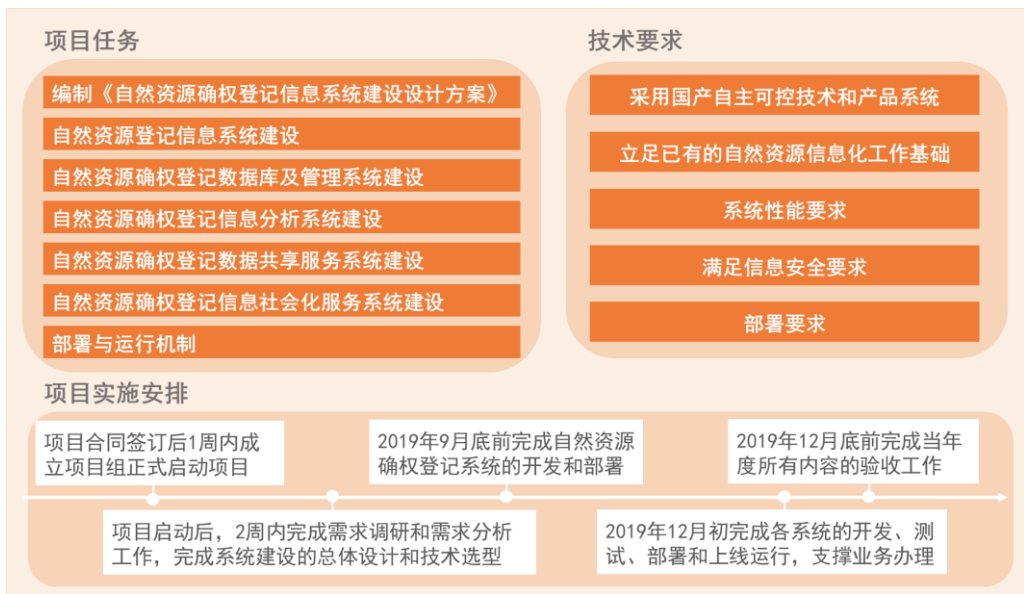 项目任务
编制《自然资源确权登记信息系统建设设计方案》
自然资源登记信息系统建设
自然资源确权登记数据库及管理系统建设
自然资源确权登记信息分析系统建设
自然资源确权登记数据共享服务系统建设
自然资源确权登记信息社会化服务系统建设
部署与运行机制
技术要求
采用国产自主可控技术和产品系统
立足已有的自然资源信息化工作基础
系统性能要求
满足信息安全要求
部署要求
项目实施安排
项目合同签订后1周内成
立项目组正式启动项目
项目启动后，2周内完成需求调研和需求分析
工作，完成系统建设的总体设计和技术选型
2019年9月底前完成自然资源
确权登记系统的开发和部署
2019年12月初完成各系统的开发、测
试、部署和上线运行，支撑业务办理
2019年12月底前完成当年
度所有内容的验收工作